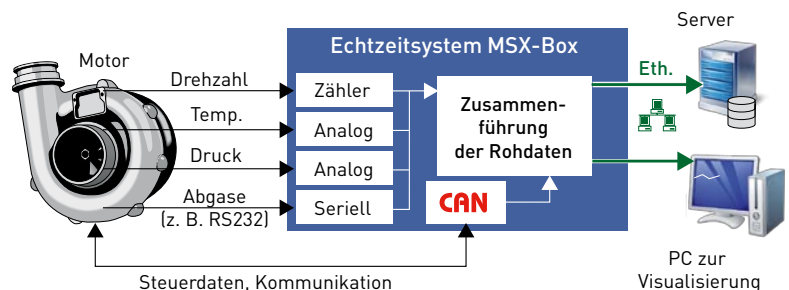 Server
Echtzeitsystem MSX-Box
Motor
Drehzahl
Zähler
Eth.
Temp.
Analog
Zusammen-
führung
der Rohdaten
Druck
Analog
Abgase
(z. B. RS232)
Seriell
CAN
Steuerdaten, Kommunikation
PC zur
Visualisierung